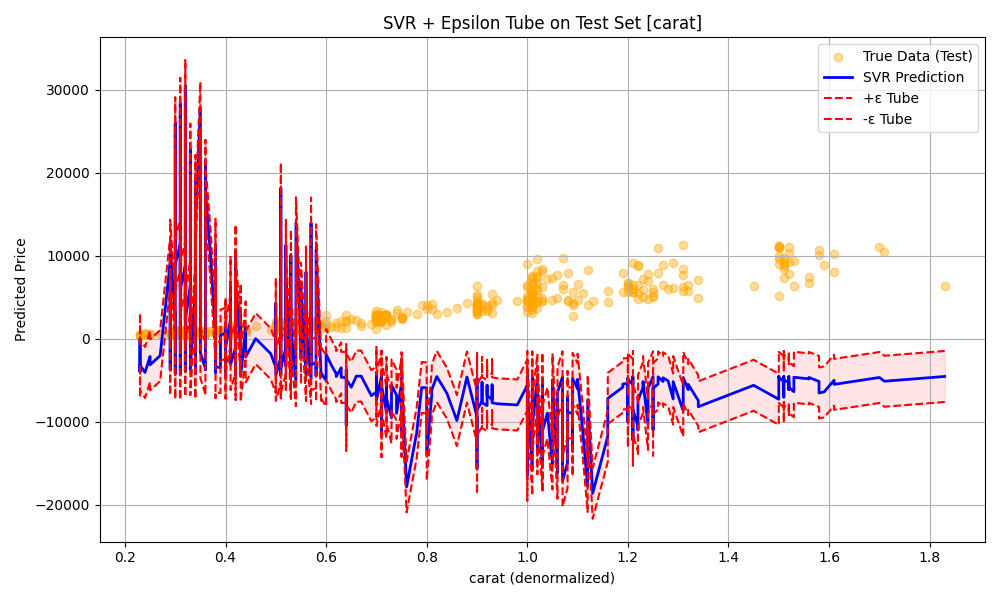 SVR + Epsilon Tube on Test Set [carat]
True Data (Test)
SVR Prediction
+ε Tube
-ε Tube
Predicted Price
30000
20000
10000
0
−10000
−20000
0.2 0.4 0.6 0.8 1.0 1.2 1.4 1.6 1.8
carat (denormalized)